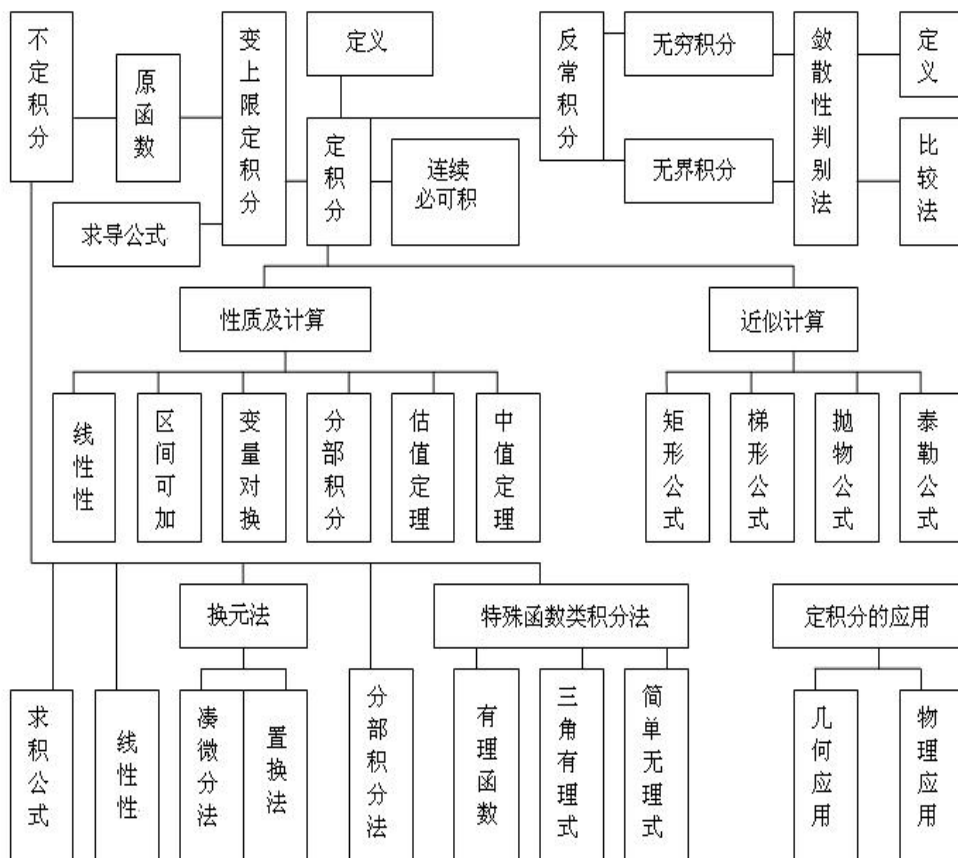 不定积分
原函数
变上限定积分
定义
反常积分
无穷积分
敛散性判别法
定义
求导公式
定积分
连续
必可积
无界积分
比较法
性质及计算
近似计算
线性性
区间可加
变量对换
分部积分
估值定理
中值定理
矩形公式
梯形公式
抛物公式
泰勒公式
换元法
特殊函数类积分法
定积分的应用
求积公式
线性性
凑微分法
置换法
分部积分法
有理函数
三角有理式
简单无理式
几何应用
物理应用